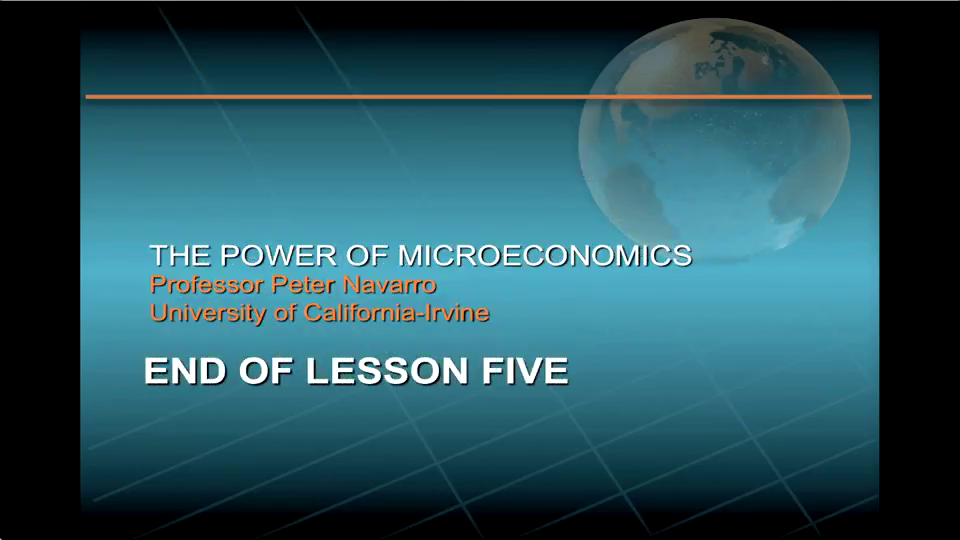 THE POWER OF MICROECONOMICS
Professor Peter Navarro
University of California-Irvine
END OF LESSON FIVE